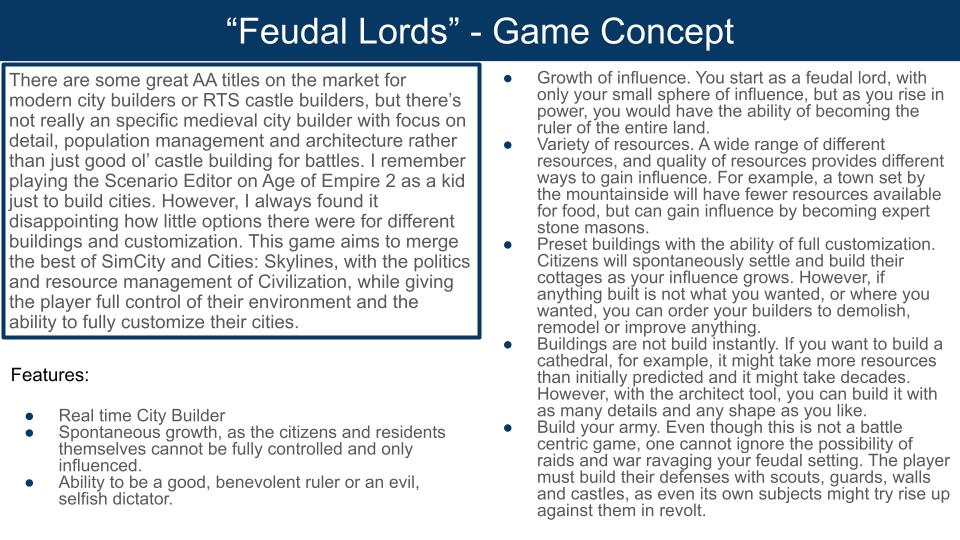 “Feudal Lords” - Game Concept
There are some great AA titles on the market for
modern city builders or RTS castle builders, but there’s
not really an specific medieval city builder with focus on
detail, population management and architecture rather
than just good ol’ castle building for battles. I remember
playing the Scenario Editor on Age of Empire 2 as a kid
just to build cities. However, I always found it
disappointing how little options there were for different
buildings and customization. This game aims to merge
the best of SimCity and Cities: Skylines, with the politics
and resource management of Civilization, while giving
the player full control of their environment and the
ability to fully customize their cities.
Features:
● Real time City Builder
● Spontaneous growth, as the citizens and residents
themselves cannot be fully controlled and only
influenced.
● Ability to be a good, benevolent ruler or an evil,
selfish dictator.
● Growth of influence. You start as a feudal lord, with
only your small sphere of influence, but as you rise in
power, you would have the ability of becoming the
ruler of the entire land.
● Variety of resources. A wide range of different
resources, and quality of resources provides different
ways to gain influence. For example, a town set by
the mountainside will have fewer resources available
for food, but can gain influence by becoming expert
stone masons.
● Preset buildings with the ability of full customization.
Citizens will spontaneously settle and build their
cottages as your influence grows. However, if
anything built is not what you wanted, or where you
wanted, you can order your builders to demolish,
remodel or improve anything.
● Buildings are not build instantly. If you want to build a
cathedral, for example, it might take more resources
than initially predicted and it might take decades.
However, with the architect tool, you can build it with
as many details and any shape as you like.
● Build your army. Even though this is not a battle
centric game, one cannot ignore the possibility of
raids and war ravaging your feudal setting. The player
must build their defenses with scouts, guards, walls
and castles, as even its own subjects might try rise up
against them in revolt.